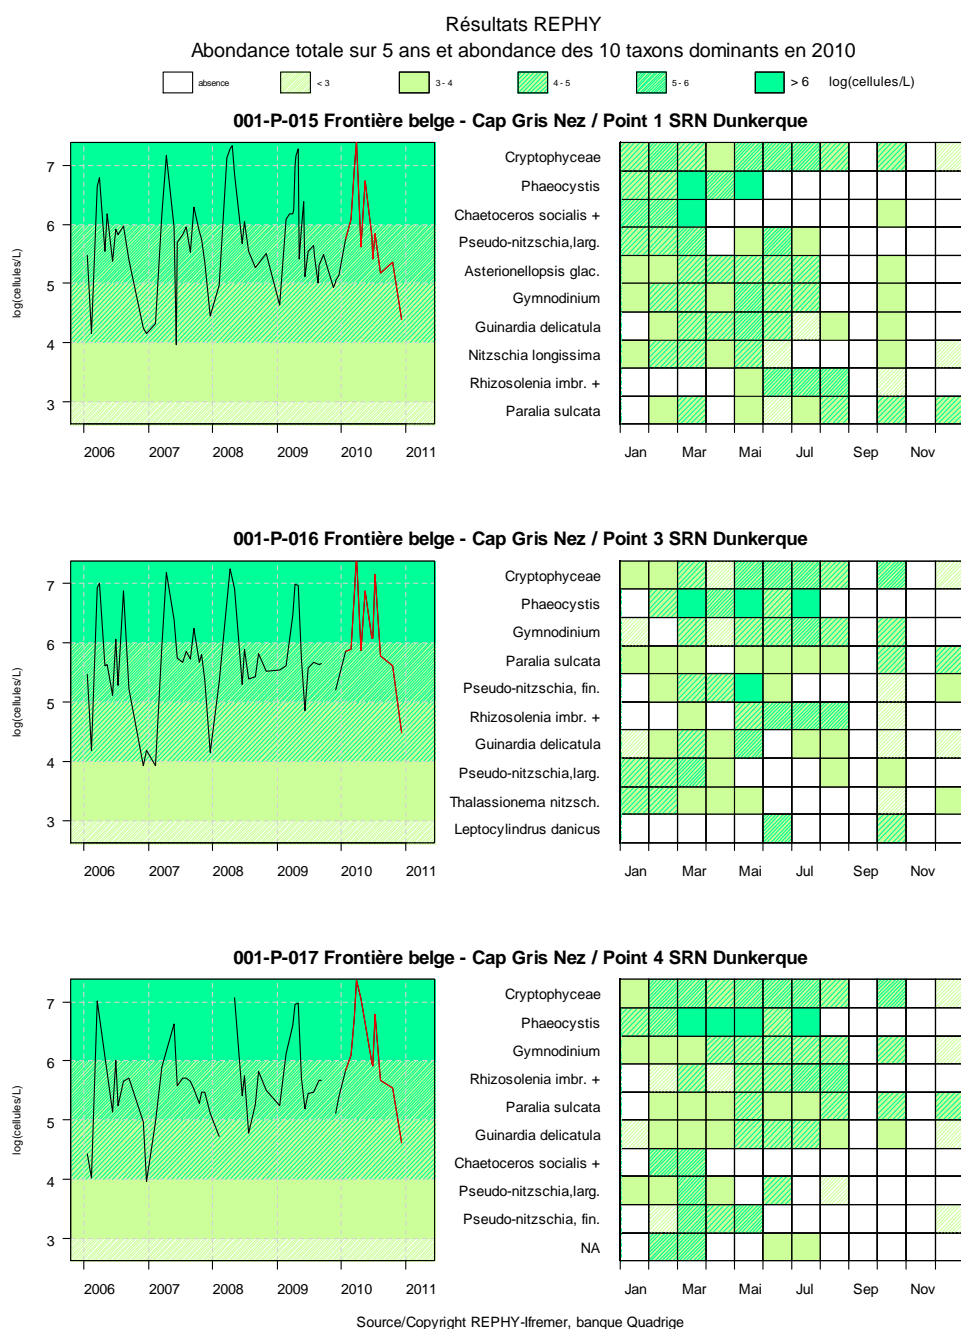 Résultats REPHY
Abondance totale sur 5 ans et abondance des 10 taxons dominants en 2010
absence < 3 3 - 4 4 - 5 5 - 6 > 6 log(cellules/L)
001-P-015 Frontière belge - Cap Gris Nez / Point 1 SRN Dunkerque
log(cellules/L)
7
6
5
4
3
2006 2007 2008 2009 2010 2011
Cryptophyceae
Phaeocystis
Chaetoceros socialis +
Pseudo-nitzschia,larg.
Asterionellopsis glac.
Gymnodinium
Guinardia delicatula
Nitzschia longissima
Rhizosolenia imbr. +
Paralia sulcata
Jan Mar Mai Jul Sep Nov
001-P-016 Frontière belge - Cap Gris Nez / Point 3 SRN Dunkerque
log(cellules/L)
7
6
5
4
3
2006 2007 2008 2009 2010 2011
Cryptophyceae
Phaeocystis
Gymnodinium
Paralia sulcata
Pseudo-nitzschia, fin.
Rhizosolenia imbr. +
Guinardia delicatula
Pseudo-nitzschia,larg.
Thalassionema nitzsch.
Leptocylindrus danicus
Jan Mar Mai Jul Sep Nov
001-P-017 Frontière belge - Cap Gris Nez / Point 4 SRN Dunkerque
log(cellules/L)
7
6
5
4
3
2006 2007 2008 2009 2010 2011
Cryptophyceae
Phaeocystis
Gymnodinium
Rhizosolenia imbr. +
Paralia sulcata
Guinardia delicatula
Chaetoceros socialis +
Pseudo-nitzschia,larg.
Pseudo-nitzschia, fin.
NA
Jan Mar Mai Jul Sep Nov
Source/Copyright REPHY-Ifremer, banque Quadrige